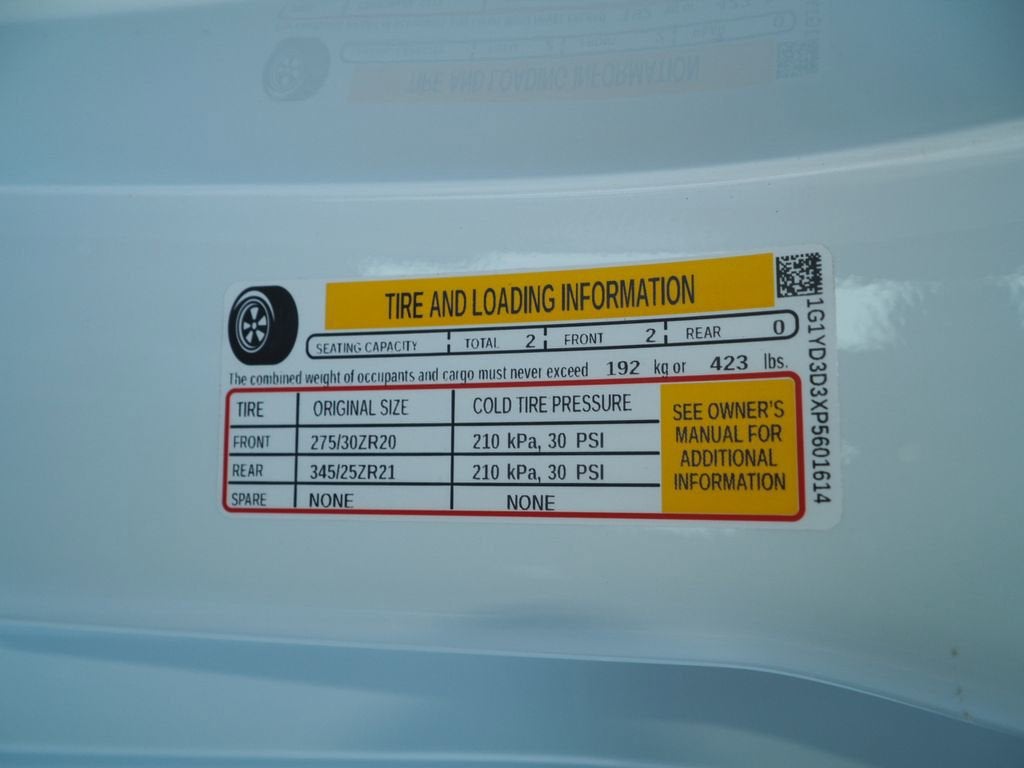 TIRE AND LOADING INFORMATION
SEATING CAPACITY TOTAL 2 FRONT 2 REAR 0
The combined weight of occupants and cargo must never exceed 192 kg or 423 lbs.
TIRE ORIGINAL SIZE COLD TIRE PRESSURE
FRONT 275/30ZR20 210 kPa, 30 PSI
REAR 345/25ZR21 210 kPa, 30 PSI
SPARE NONE NONE
SEE OWNER'S
MANUAL FOR
ADDITIONAL
INFORMATION
1G1YD3D3XP5601614